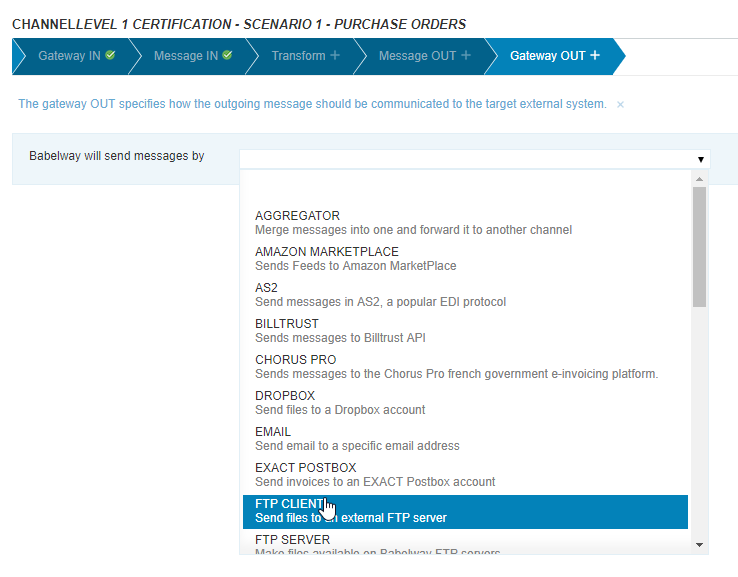 CHANNELLEVEL 1 CERTIFICATION - SCENARIO 1 - PURCHASE ORDERS
Gateway IN Message IN Transform + Message OUT + Gateway OUT +
The gateway OUT specifies how the outgoing message should be communicated to the target external system. ×
Babelway will send messages by
AGGREGATOR
Merge messages into one and forward it to another channel
AMAZON MARKETPLACE
Sends Feeds to Amazon MarketPlace
AS2
Send messages in AS2, a popular EDI protocol
BILLTRUST
Sends messages to Billtrust API
CHORUS PRO
Sends messages to the Chorus Pro french government e-invoicing platform.
DROPBOX
Send files to a Dropbox account
EMAIL
Send email to a specific email address
EXACT POSTBOX
Send invoices to an EXACT Postbox account
FTP CLIENT
Send files to an external FTP server
FTP SERVER
Make files available on Babelway FTP servers